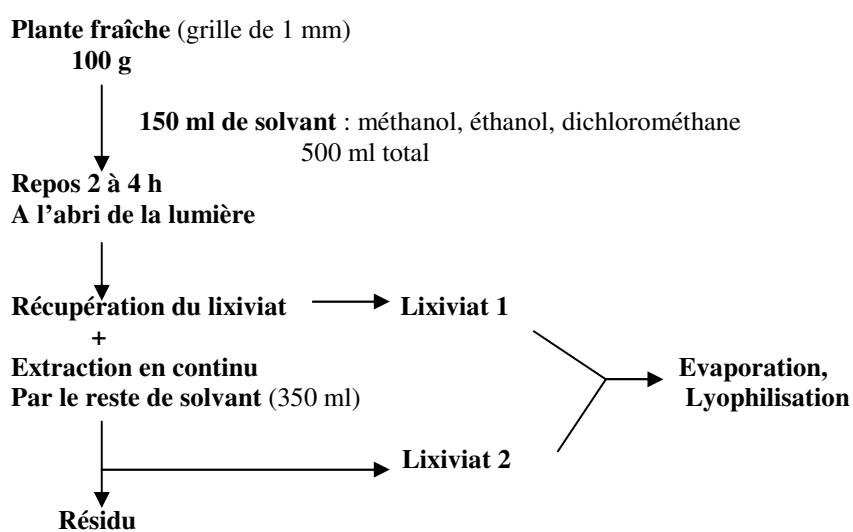 Plante fraîche (grille de 1 mm)
100 g
150 ml de solvant : méthanol, éthanol, dichlorométhane
500 ml total
Repos 2 à 4 h
A l’abri de la lumière
Récupération du lixiviat
Lixiviat 1
+
Extraction en continu
Par le reste de solvant (350 ml)
Evaporation,
Lyophilisation
Lixiviat 2
Résidu